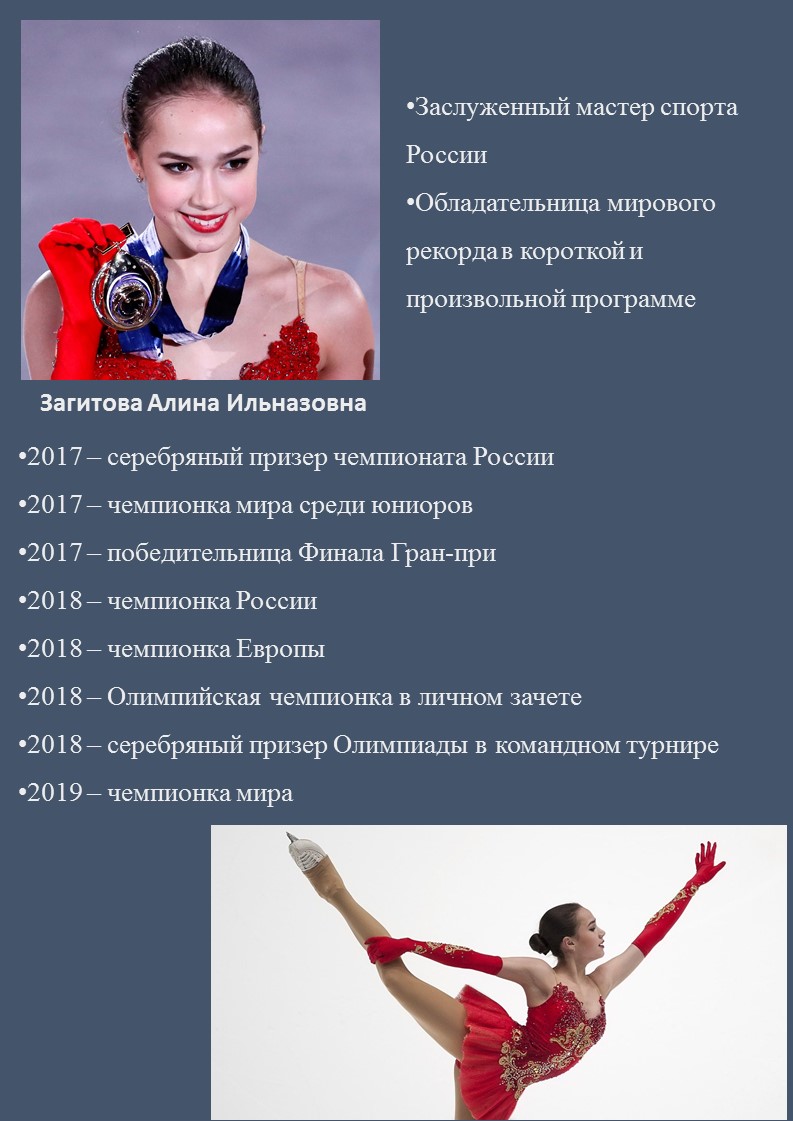 •Заслуженный мастер спорта
России
•Обладательница мирового
рекорда в короткой и
произвольной программе
Загитова Алина Ильназовна
•2017 – серебряный призер чемпионата России
•2017 – чемпионка мира среди юниоров
•2017 – победительница Финала Гран-при
•2018 – чемпионка России
•2018 – чемпионка Европы
•2018 – Олимпийская чемпионка в личном зачете
•2018 – серебряный призер Олимпиады в командном турнире
•2019 – чемпионка мира